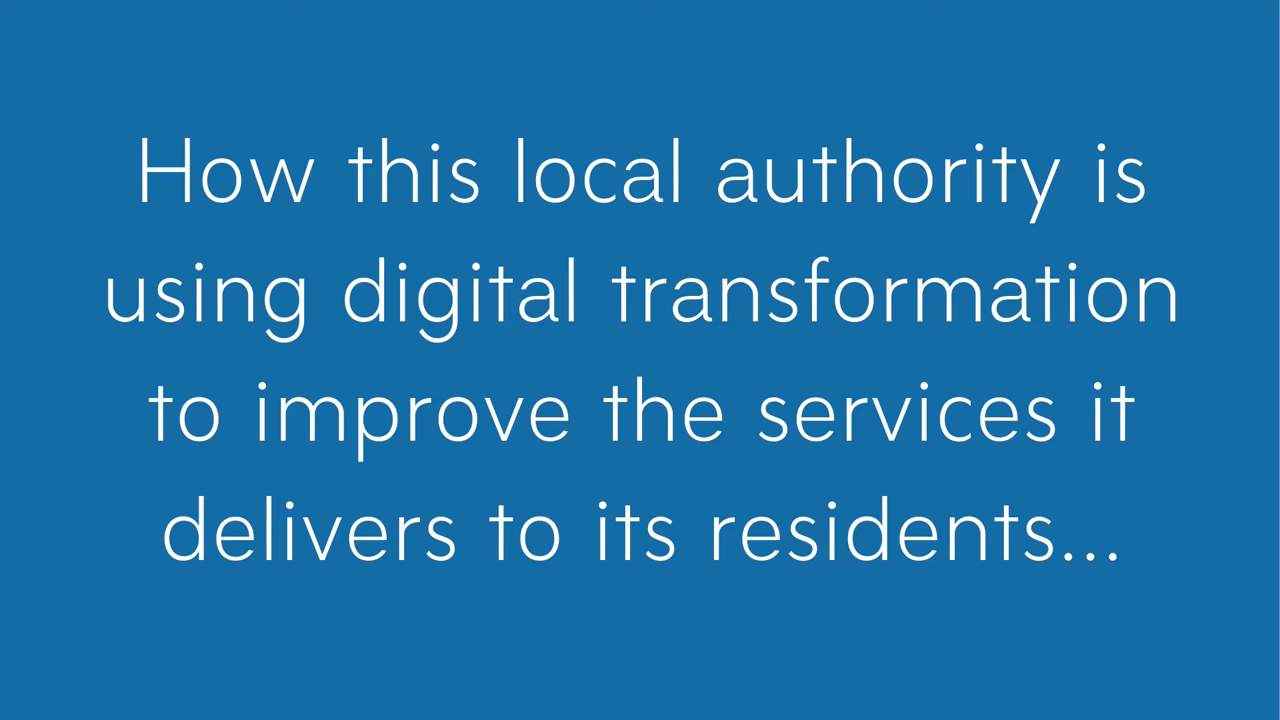 How this local authority is
using digital transformation
to improve the services it
delivers to its residents...